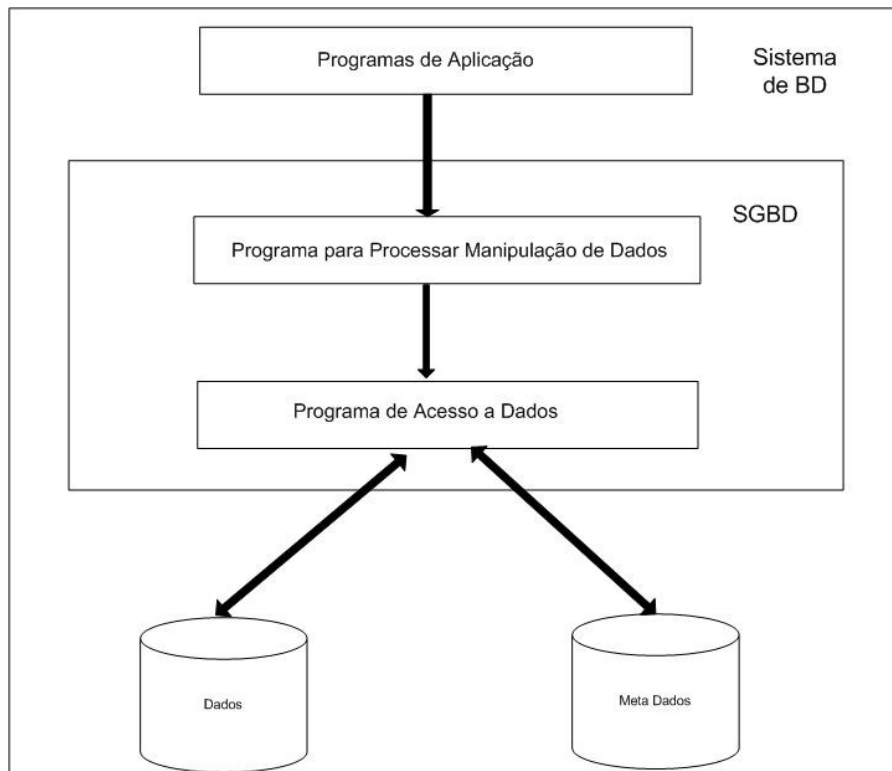 Programas de Aplicação
Sistema
de BD
SGBD
Programa para Processar Manipulação de Dados
Programa de Acesso a Dados
Dados
Meta Dados